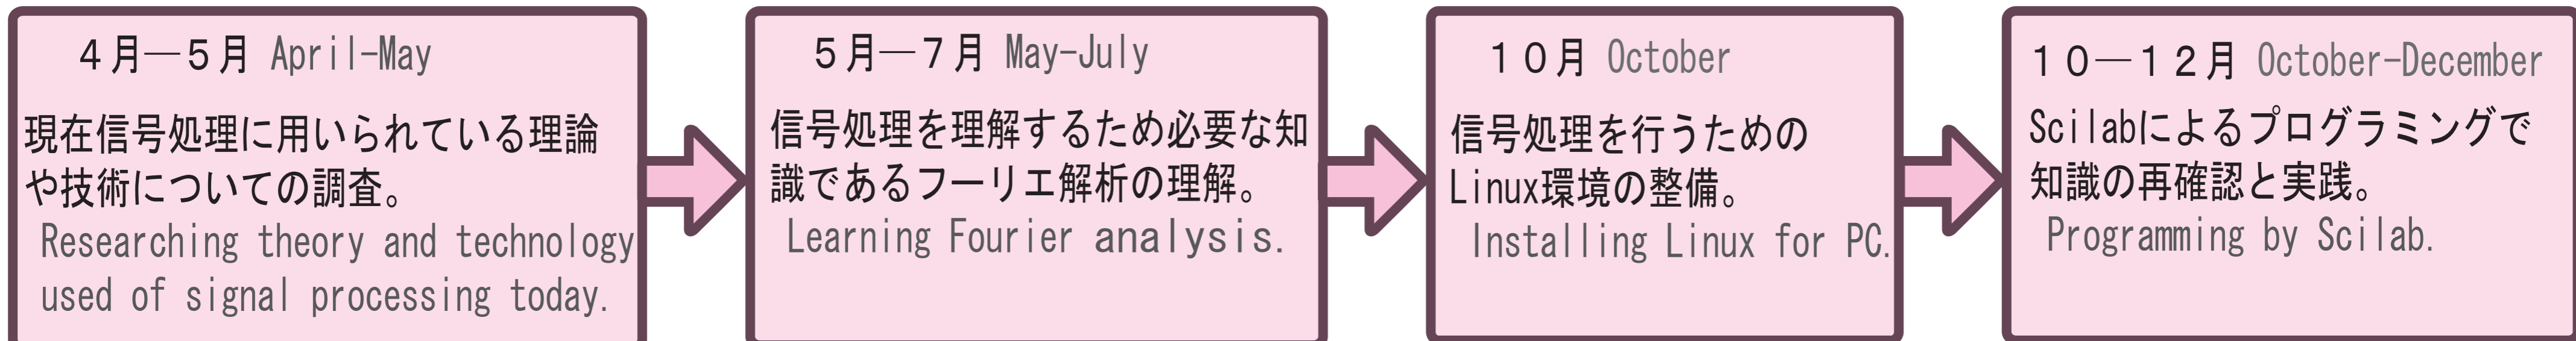 ４月―５月 April-May
現在信号処理に用いられている理論
や技術についての調査。
Researching theory and technology
used of signal processing today.
５月―７月 May-July
信号処理を理解するため必要な知
識であるフーリエ解析の理解。
Learning Fourier analysis.
１０月 October
信号処理を行うための
Linux環境の整備。
Installing Linux for PC.
１０―１２月 October-December
Scilabによるプログラミングで
知識の再確認と実践。
Programming by Scilab.